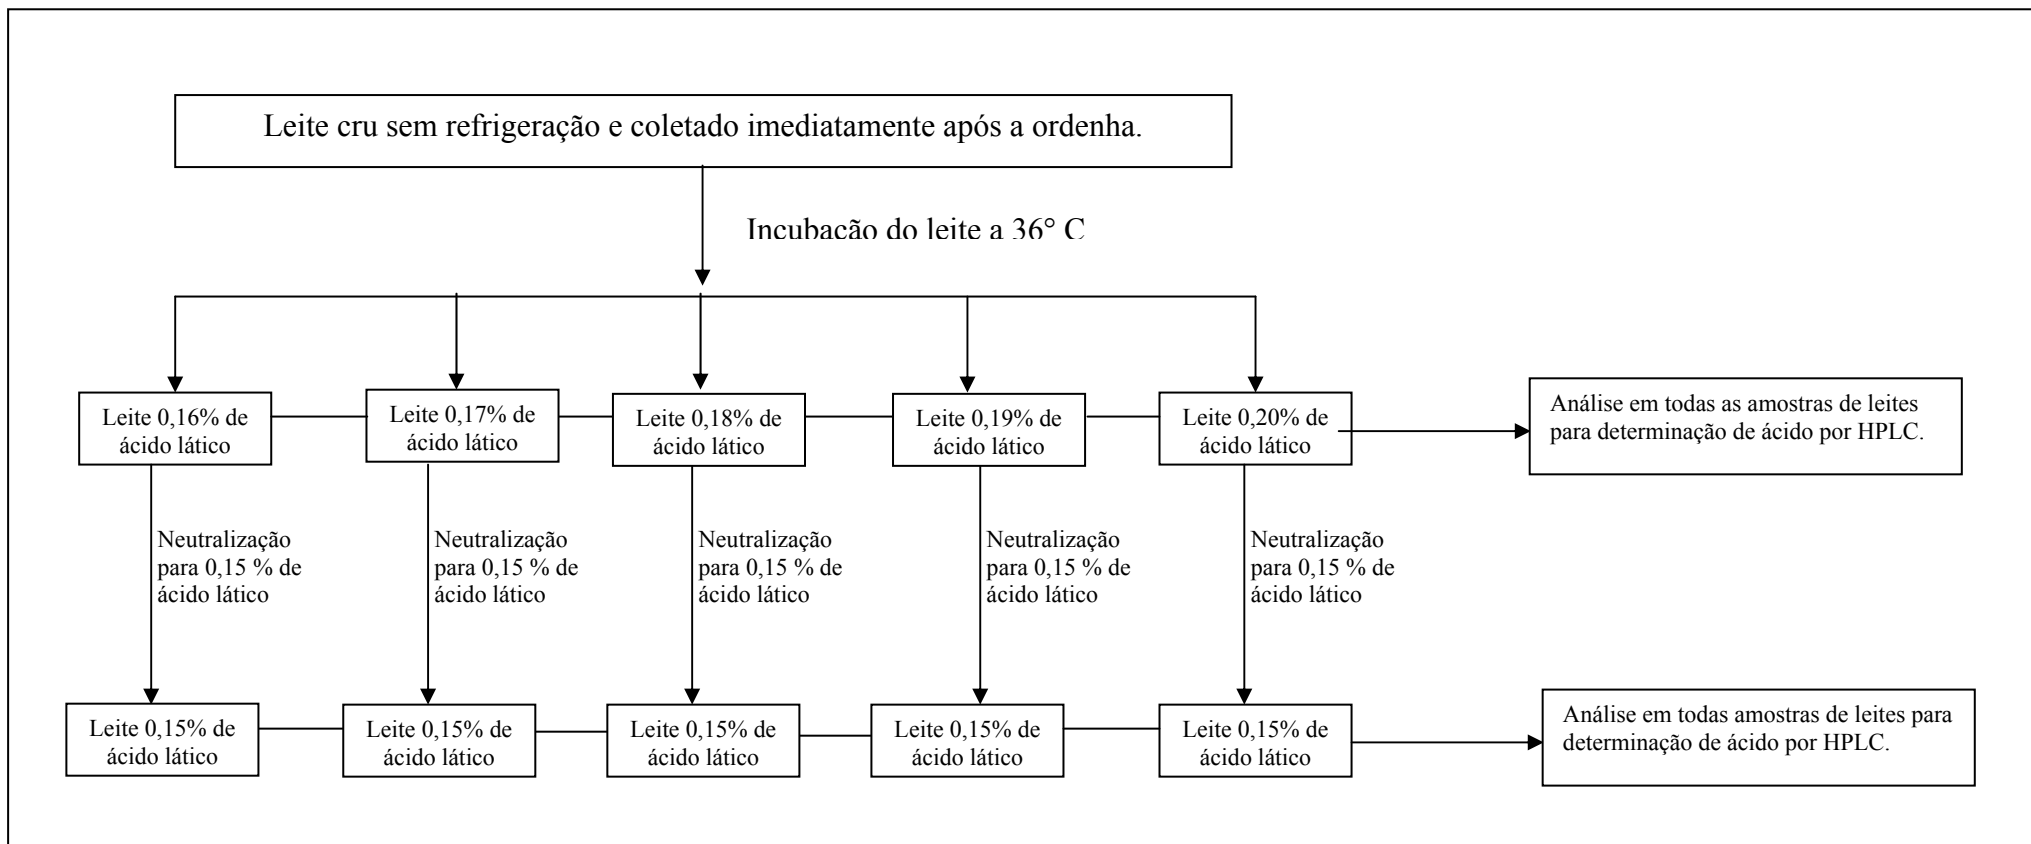 Leite cru sem refrigeração e coletado imediatamente após a ordenha.
Incubação do leite a 36° C
Leite 0,16% de
ácido lático
Leite 0,17% de
ácido lático
Leite 0,18% de
ácido lático
Leite 0,19% de
ácido lático
Leite 0,20% de
ácido lático
Análise em todas as amostras de leites
para determinação de ácido por HPLC.
Neutralização
para 0,15 % de
ácido lático
Neutralização
para 0,15 % de
ácido lático
Neutralização
para 0,15 % de
ácido lático
Neutralização
para 0,15 % de
ácido lático
Neutralização
para 0,15 % de
ácido lático
Leite 0,15% de
ácido lático
Leite 0,15% de
ácido lático
Leite 0,15% de
ácido lático
Leite 0,15% de
ácido lático
Leite 0,15% de
ácido lático
Análise em todas amostras de leites para
determinação de ácido por HPLC.